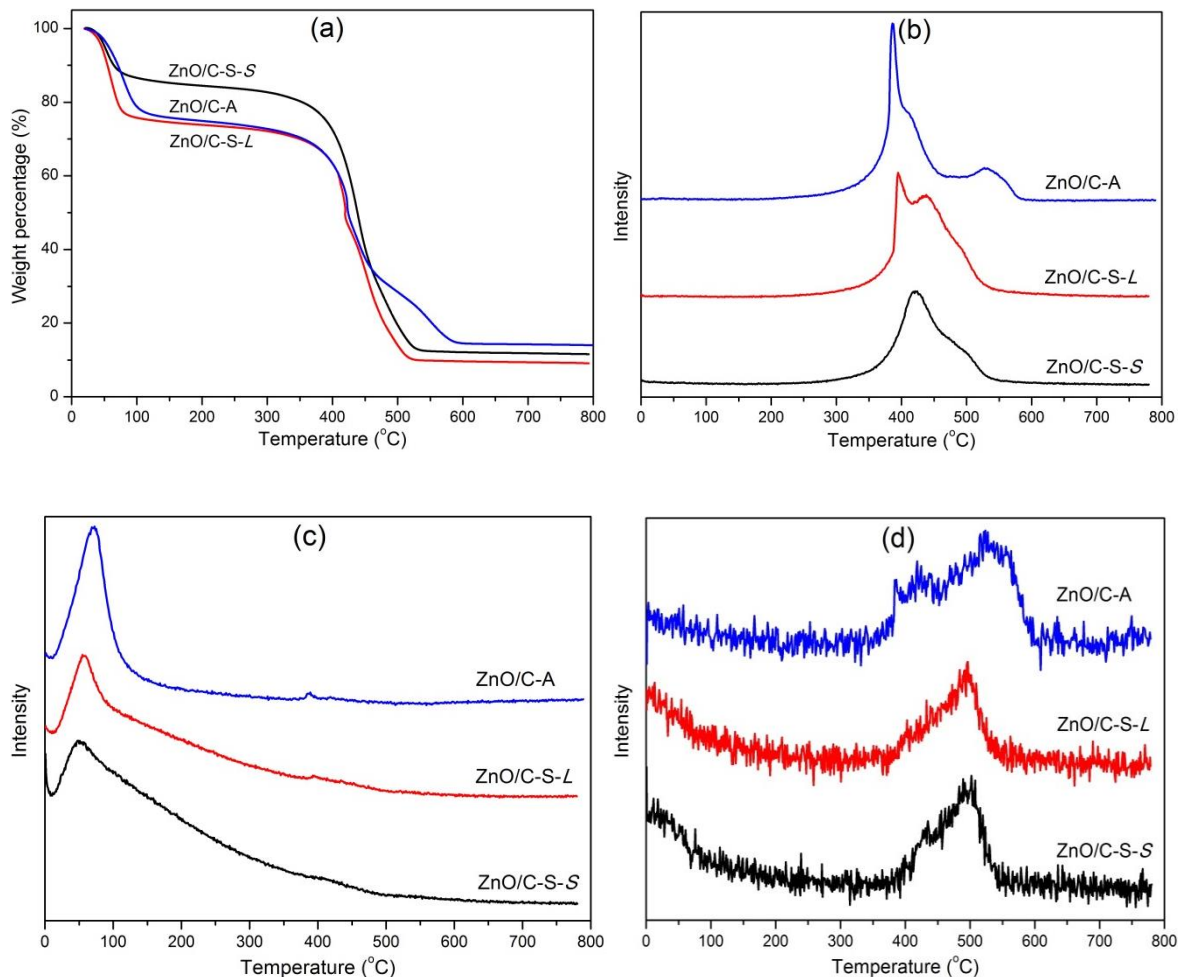 (a)
Weight percentage (%)
100
80
60
40
20
0
ZnO/C-S-S
ZnO/C-A
ZnO/C-S-L
0 100 200 300 400 500 600 700 800
Temperature (°C)
(b)
Intensity
ZnO/C-A
ZnO/C-S-L
ZnO/C-S-S
0 100 200 300 400 500 600 700 800
Temperature (°C)
(c)
Intensity
ZnO/C-A
ZnO/C-S-L
ZnO/C-S-S
0 100 200 300 400 500 600 700 800
Temperature (°C)
(d)
Intensity
ZnO/C-A
ZnO/C-S-L
ZnO/C-S-S
0 100 200 300 400 500 600 700 800
Temperature (°C)